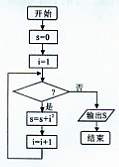 开始
s=0
i=1
?
否
是
s=s+i²
i=i+1
输出S
结束